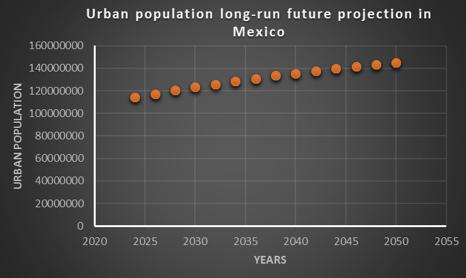 Urban population long-run future projection in
Mexico
160000000
140000000
120000000
100000000
80000000
60000000
40000000
20000000
0
URBAN POPULATION
2020 2025 2030 2035 2040 2045 2050 2055
YEARS